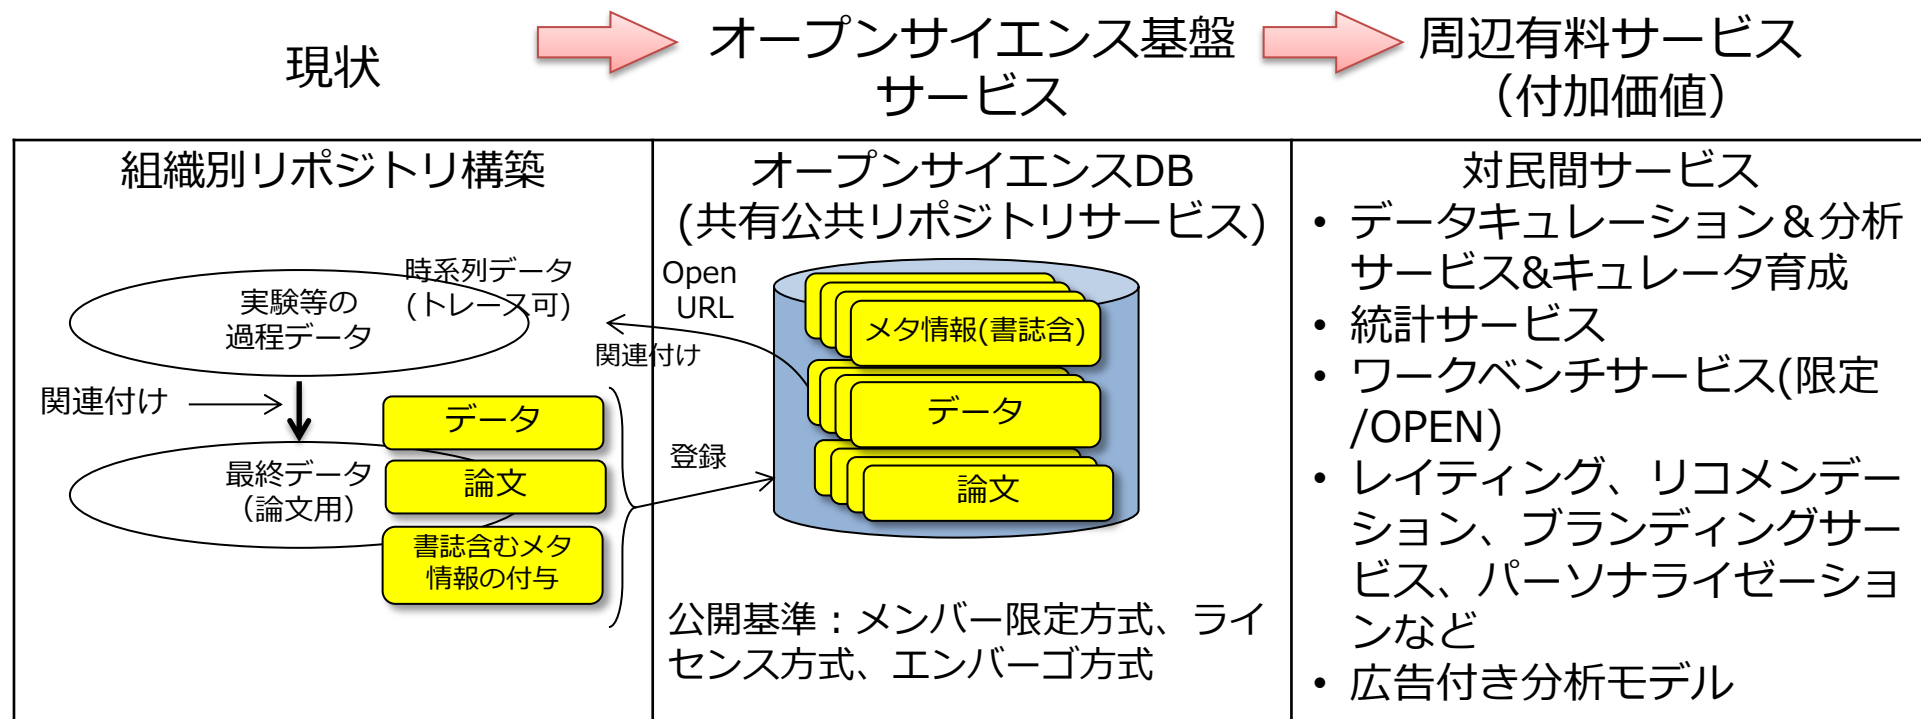 現状
オープンサイエンス基盤
サービス
周辺有料サービス
（付加価値）
組織別リポジトリ構築
時系列データ
(トレース可)
実験等の
過程データ
関連付け
データ
最終データ
（論文用）
論文
書誌含むメタ
情報の付与
オープンサイエンスDB
(共有公共リポジトリサービス)
Open
URL
関連付け
登録
メタ情報(書誌含)
データ
論文
公開基準：メンバー限定方式、ライ
センス方式、エンバーゴ方式
対民間サービス
• データキュレーション＆分析
サービス&キュレータ育成
• 統計サービス
• ワークベンチサービス(限定
/OPEN)
• レイティング、リコメンデー
ション、ブランディングサー
ビス、パーソナライゼーショ
ンなど
• 広告付き分析モデル